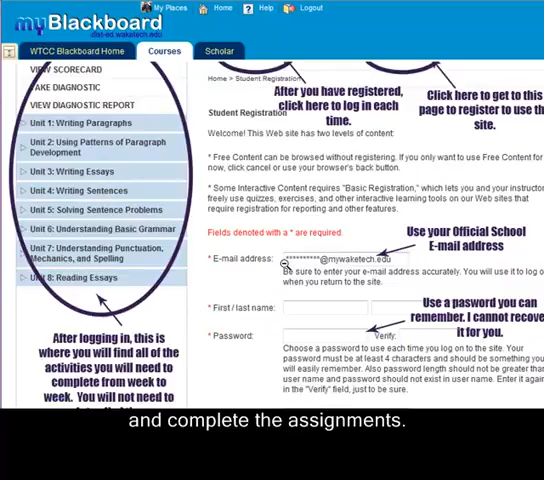 My Places Home Help Logout
myBlackboard
.dist-ed.waketech.edu
WTCC Blackboard Home Courses Scholar
VIEW SCORECARD
TAKE DIAGNOSTIC
VIEW DIAGNOSTIC REPORT
Unit 1: Writing Paragraphs
Unit 2: Using Patterns of Paragraph
Development
Unit 3: Writing Essays
Unit 4: Writing Sentences
Unit 5: Solving Sentence Problems
Unit 6: Understanding Basic Grammar
Unit 7: Understanding Punctuation,
Mechanics, and Spelling
Unit 8: Reading Essays
After logging in, this is
where you will find all of the
activities you will need to
complete from week to
week. You will not need to
Home > Student Registration
After you have registered,
click here to log in each
time.
Click here to get to this
page to register to use the
site.
Student Registration
Welcome! This Web site has two levels of content:
* Free Content can be browsed without registering. If you only want to use Free Content for
now, click cancel or use your browser's back button.
* Some Interactive Content requires "Basic Registration," which lets you and your instructor
freely use quizzes, exercises, and other interactive learning tools on our Web sites that
require registration for reporting and other features.
Fields denoted with a * are required.
Use your Official School
E-mail address
* E-mail address: **********@mywaketech.edu
Be sure to enter your e-mail address accurately. You will use it to log o
when you return to the site.
* First / last name:
Use a pasword you can
remember. I cannot recove
it for you.
* Password: Verify:
Choose a password to use each time you log on to the site. Your
password must be at least 4 characters and should be something you
will easily remember. Also password length should not be greater than
user name and password should not exist in user name. Enter it again
in the "Verify" field, just to be sure.
and complete the assignments.